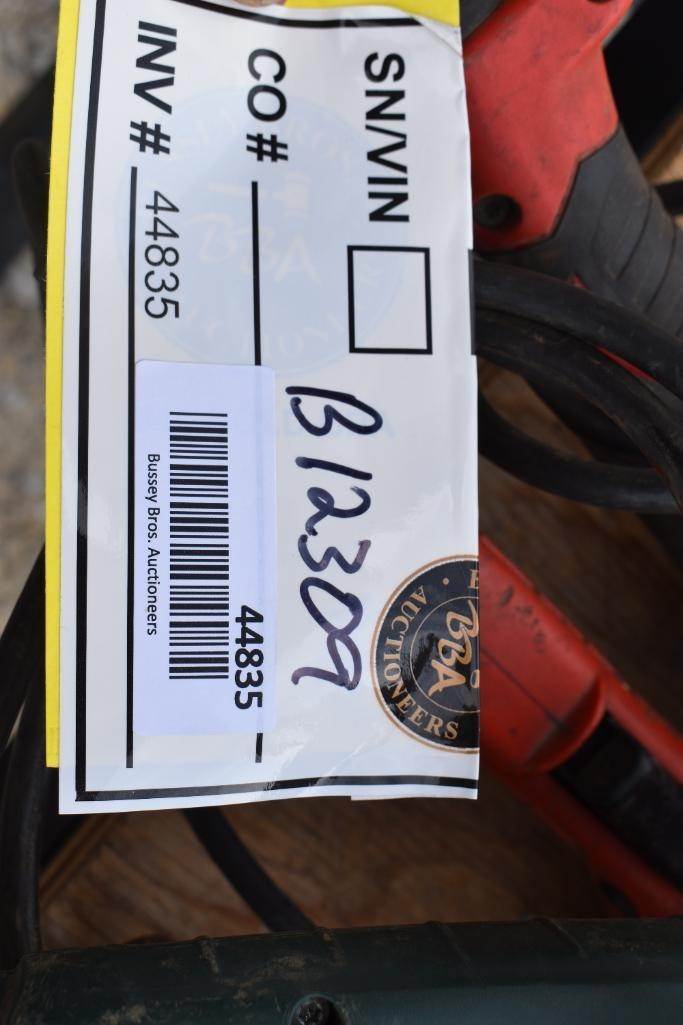 SN/VIN
CO #
B12309
INV # 44835
44835
Bussey Bros. Auctioneers
BBA
AUCTIONEERS